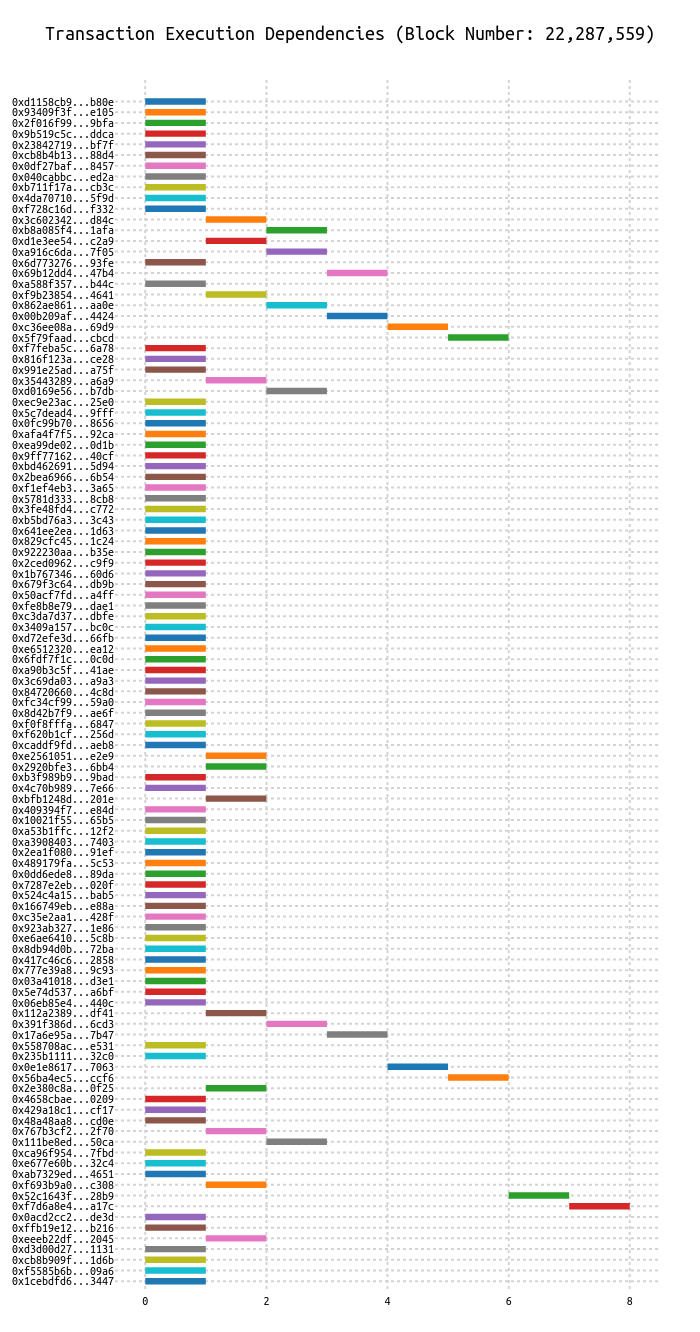 Transaction Execution Dependencies (Block Number: 22,287,559)
0xd1158cb9...b80e
0x93409f3f...e105
0x2f016f99...9bfa
0x9b519c5c...ddca
0x23842719...bf7f
0xcb8b4b13...88d4
0x0df27baf...8457
0x040cabbc...ed2a
0xb711f17a...cb3c
0x4da70710...5f9d
0xf728c16d...f332
0x3c602342...d84c
0xb8a085f4...1afa
0xd1e3ee54...c2a9
0xa916c6da...7f05
0x6d773276...93fe
0x69b12dd4...47b4
0xa588f357...b44c
0xf9b23854...4641
0x862ae861...aa0e
0x00b209af...4424
0xc36ee08a...69d9
0x5f79faad...cbcd
0xf7feba5c...6a78
0x816f123a...ce28
0x991e25ad...a75f
0x35443289...a6a9
0xd0169e56...b7db
0xec9e23ac...25e0
0x5c7dead4...9fff
0x0fc99b70...8656
0xafa4f7f5...92ca
0xea99de02...0d1b
0x9ff77162...40cf
0xbd462691...5d94
0x2bea6966...6b54
0xf1ef4eb3...3a65
0x5781d333...8cb8
0x3fe48fd4...c772
0xb5bd76a3...3c43
0x641ee2ea...1d63
0x829cfc45...1c24
0x922230aa...b35e
0x2ced0962...c9f9
0x1b767346...60d6
0x679f3c64...db9b
0x50acf7fd...a4ff
0xfe8b8e79...dae1
0xc3da7d37...dbfe
0x3409a157...bc0c
0xd72efe3d...66fb
0xe6512320...ea12
0x6fdf7f1c...0c0d
0xa90b3c5f...41ae
0x3c69da03...a9a3
0x84720660...4c8d
0xfc34cf99...59a0
0x8d42b7f9...ae6f
0xf0f8fffa...6847
0xf620b1cf...256d
0xcaddf9fd...aeb8
0xe2561051...e2e9
0x2920bfe3...6bb4
0xb3f989b9...9bad
0x4c70b989...7e66
0xbfb1248d...201e
0x409394f7...e84d
0x10021f55...65b5
0xa53b1ffc...12f2
0xa3908403...7403
0x2ea1f080...91ef
0x489179fa...5c53
0x0dd6ede8...89da
0x7287e2eb...020f
0x524c4a15...bab5
0x166749eb...e88a
0xc35e2aa1...428f
0x923ab327...1e86
0xe6ae6410...5c8b
0x8db94d0b...72ba
0x417c46c6...2858
0x777e39a8...9c93
0x03a41018...d3e1
0x5e74d537...a6bf
0x06eb85e4...440c
0x112a2389...df41
0x391f386d...6cd3
0x17a6e95a...7b47
0x558708ac...e531
0x235b1111...32c0
0x0e1e8617...7063
0x56ba4ec5...ccf6
0x2e380c8a...0f25
0x4658cbae...0209
0x429a18c1...cf17
0x48a48aa8...cd0e
0x767b3cf2...2f70
0x111be8ed...50ca
0xca96f954...7fbd
0xe677e60b...32c4
0xab7329ed...4651
0xf693b9a0...c308
0x52c1643f...28b9
0xf7d6a8e4...a17c
0x0acd2cc2...de3d
0xffb19e12...b216
0xeeeb22df...2045
0xd3d00d27...1131
0xcb8b909f...1d6b
0xf5585b6b...09a6
0x1cebdfd6...3447
0 2 4 6 8